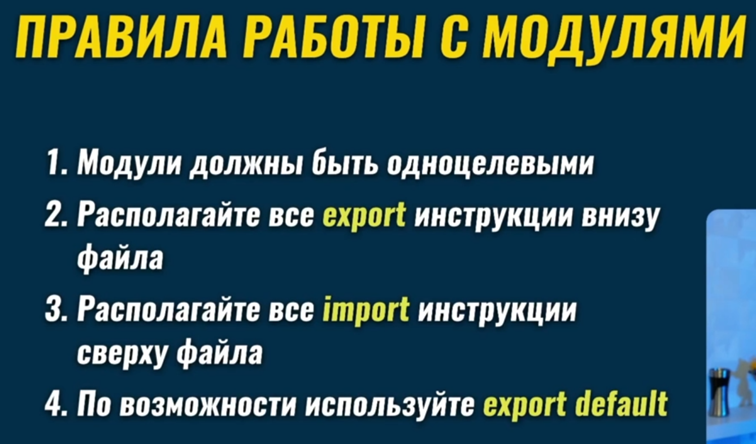 ПРАВИЛА РАБОТЫ С МОДУЛЯМИ
1. Модули должны быть одноцелевыми
2. Располагайте все export инструкции внизу
файла
3. Располагайте все import инструкции
сверху файла
4. По возможности используйте export default